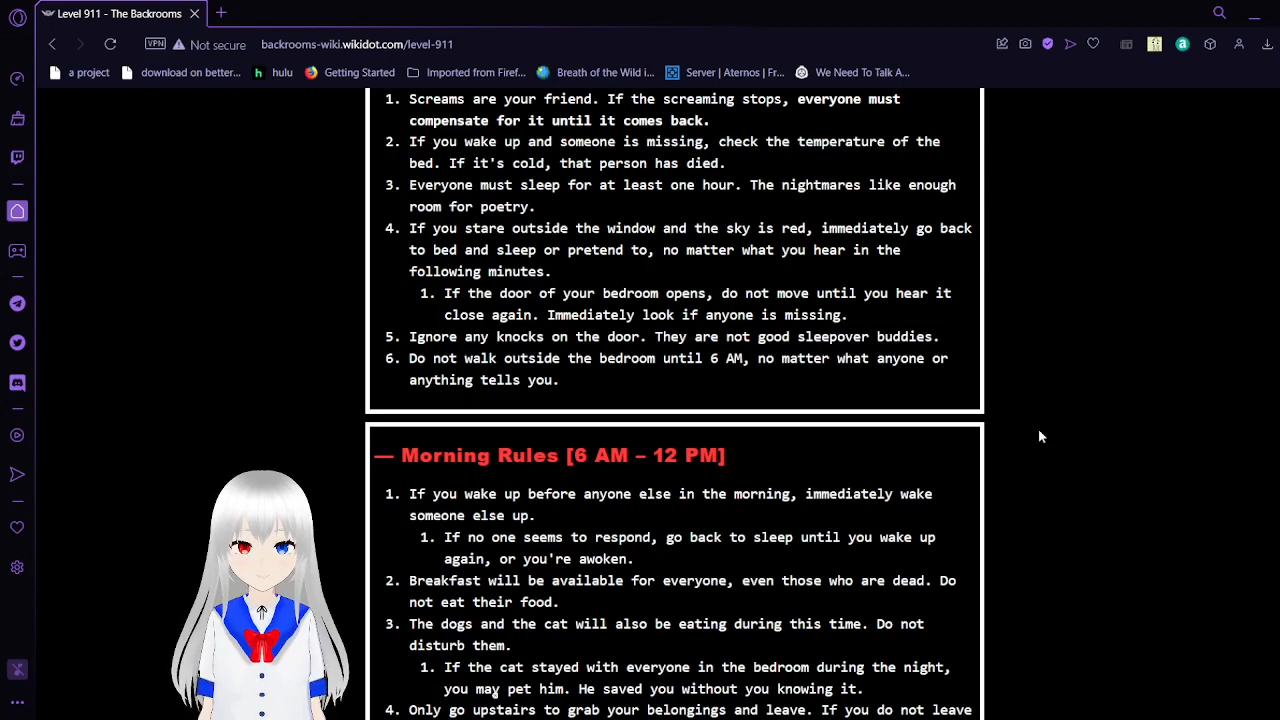 Level 911 - The Backrooms
VPN
Not secure
backrooms-wiki.wikidot.com/level-911
a project
download on better...
hulu
Getting Started
Imported from Firef...
Breath of the Wild i...
Server | Aternos | Fr...
We Need To Talk A...
1. Screams are your friend. If the screaming stops, everyone must
compensate for it until it comes back.
2. If you wake up and someone is missing, check the temperature of the
bed. If it's cold, that person has died.
3. Everyone must sleep for at least one hour. The nightmares like enough
room for poetry.
4. If you stare outside the window and the sky is red, immediately go back
to bed and sleep or pretend to, no matter what you hear in the
following minutes.
1. If the door of your bedroom opens, do not move until you hear it
close again. Immediately look if anyone is missing.
5. Ignore any knocks on the door. They are not good sleepover buddies.
6. Do not walk outside the bedroom until 6 AM, no matter what anyone or
anything tells you.
— Morning Rules [6 AM – 12 PM]
1. If you wake up before anyone else in the morning, immediately wake
someone else up.
1. If no one seems to respond, go back to sleep until you wake up
again, or you're awoken.
2. Breakfast will be available for everyone, even those who are dead. Do
not eat their food.
3. The dogs and the cat will also be eating during this time. Do not
disturb them.
1. If the cat stayed with everyone in the bedroom during the night,
you may pet him. He saved you without you knowing it.
4. Only go upstairs to grab your belongings and leave. If you do not leave